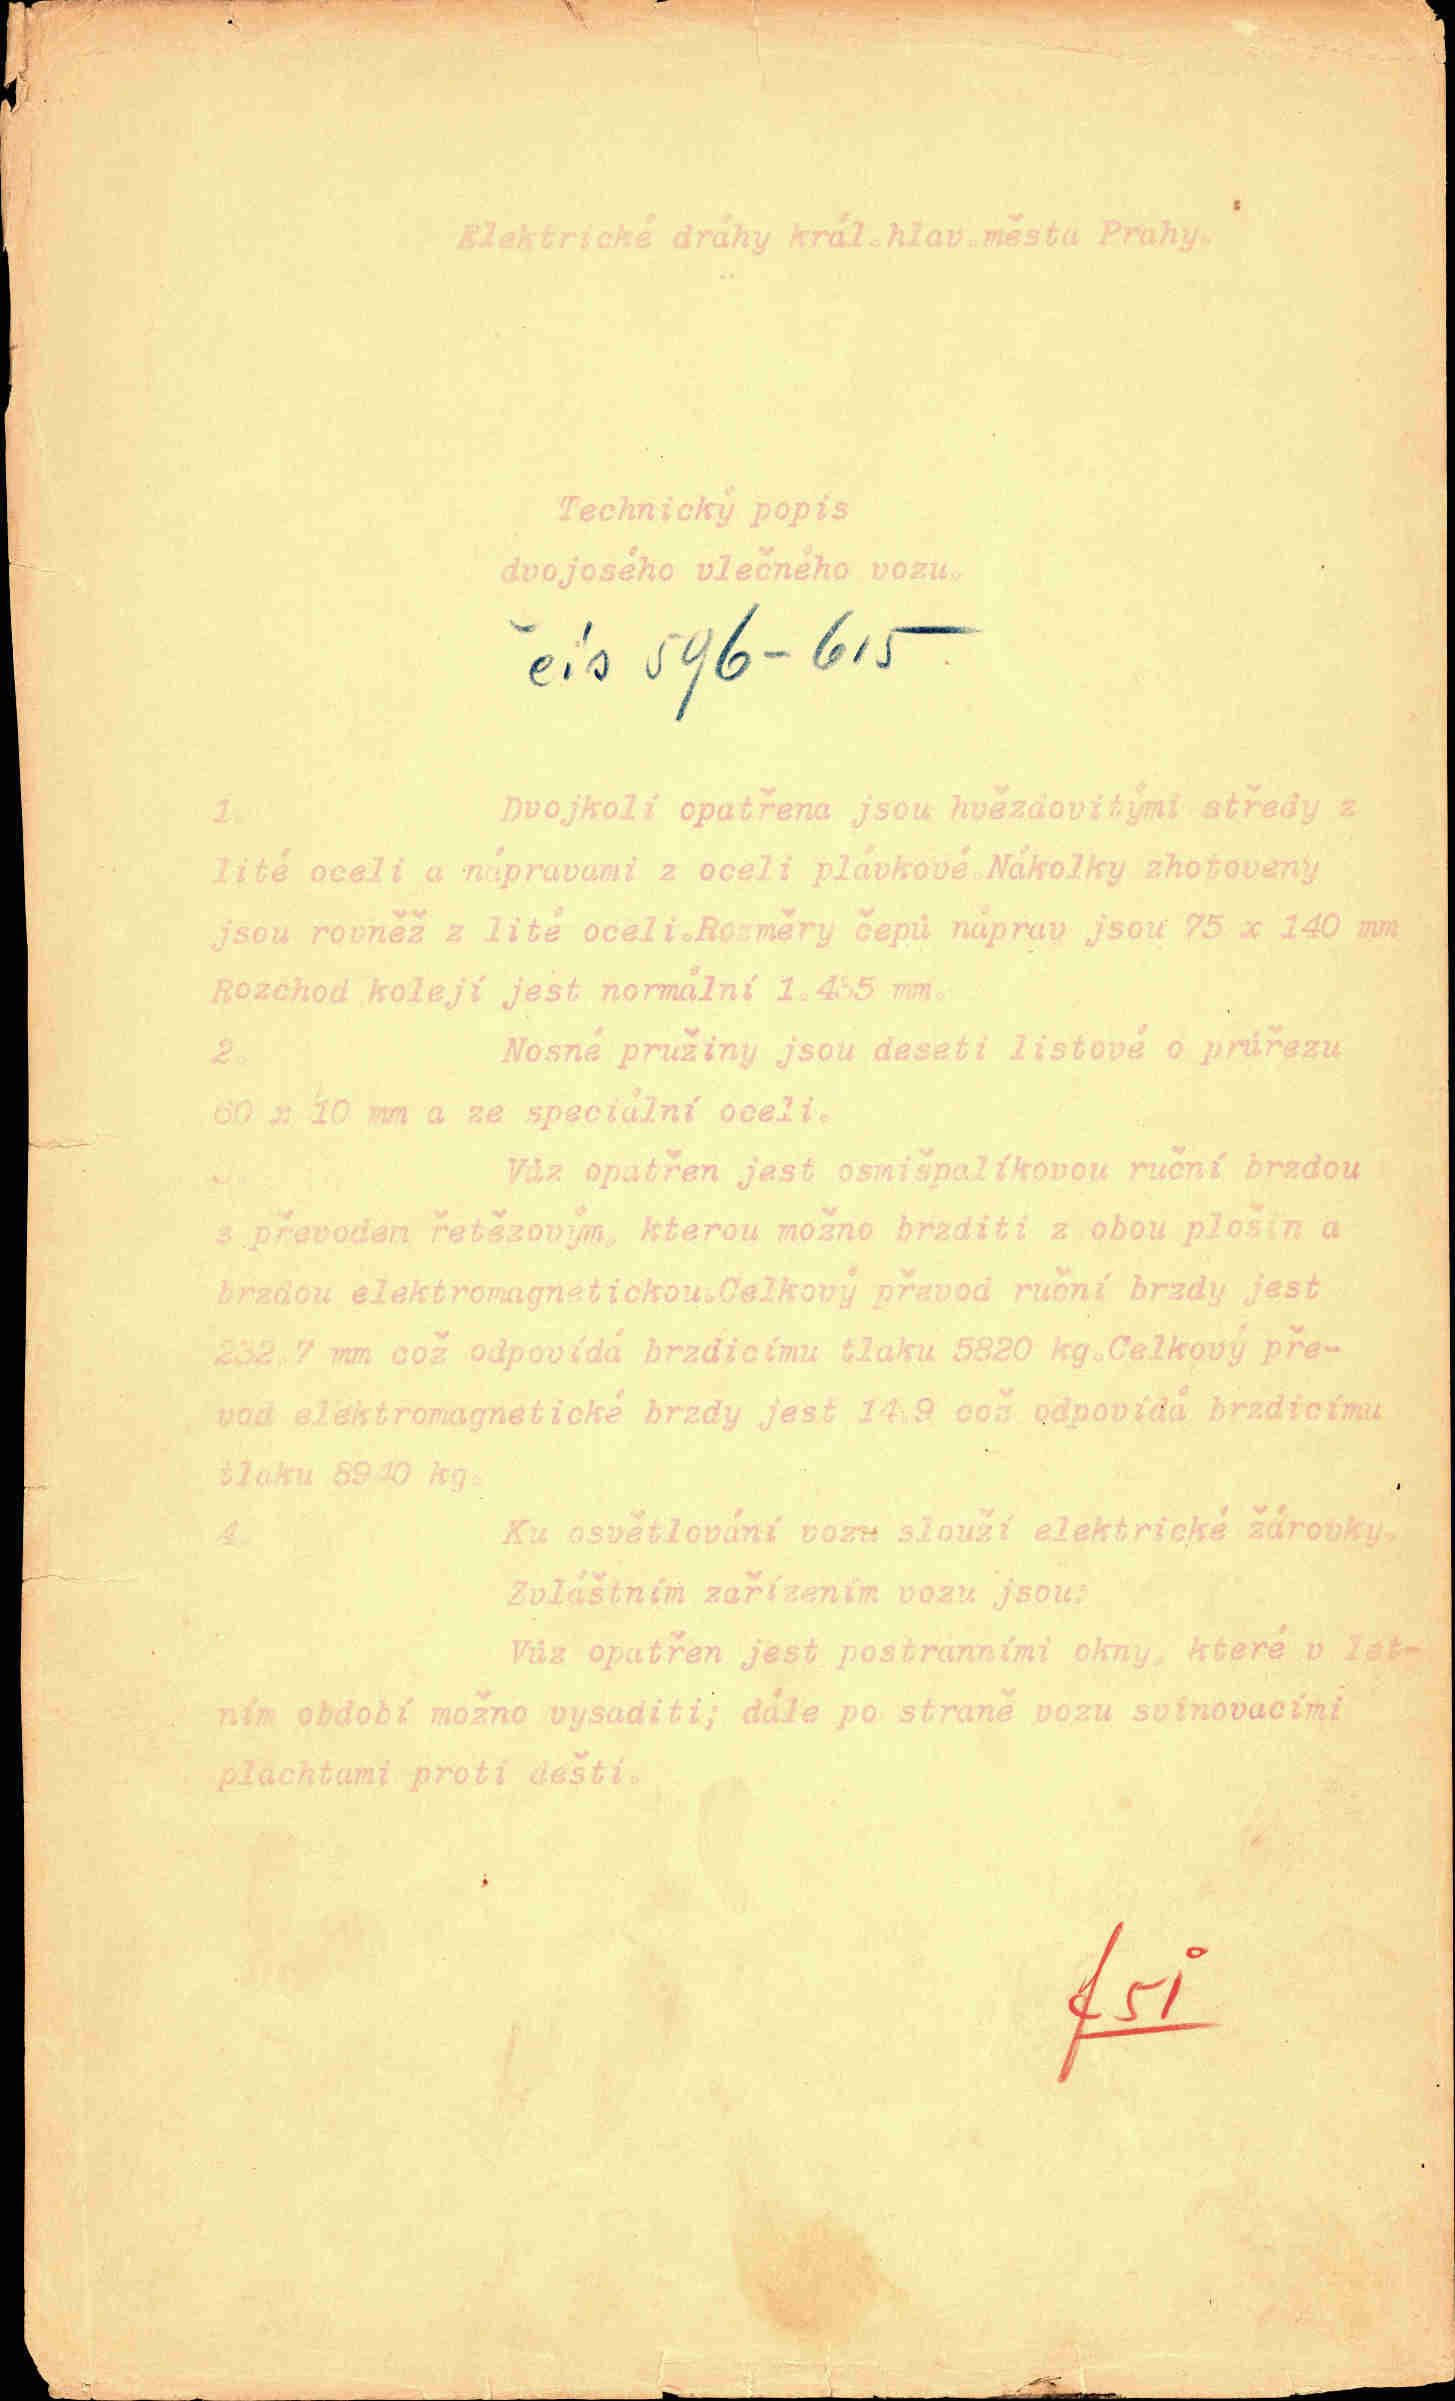 Elektrické dráhy král.hlav.města Prahy.
Technický popis
dvojosého vlečného vozu.
čís 596-615
1. Dvojkolí opatřena jsou hvězdovitými středy z
lité oceli a nápravami z oceli plávkové.Nákolky zhotoveny
jsou rovněž z lité oceli.Rozměry čepů náprav jsou 75 x 140 mm
Rozchod kolejí jest normální 1.435 mm.
2. Nosné pružiny jsou deseti listové o průřezu
60 x 10 mm a ze speciální oceli.
3. Vůz opatřen jest osmišpalíkovou ruční brzdou
s převodem řetězovým, kterou možno brzditi z obou plošin a
brzdou elektromagnetickou.Celkový převod ruční brzdy jest
232.7 mm což odpovídá brzdicímu tlaku 5820 kg.Celkový pře-
vod elektromagnetické brzdy jest 14.9 což odpovídá brzdicímu
tlaku 8940 kg.
4. Ku osvětlování vozu slouží elektrické žárovky.
Zvláštním zařízením vozu jsou:
Vůz opatřen jest postranními okny, které v let-
ním období možno vysaditi; dále po straně vozu svinovacími
plachtami proti dešti.